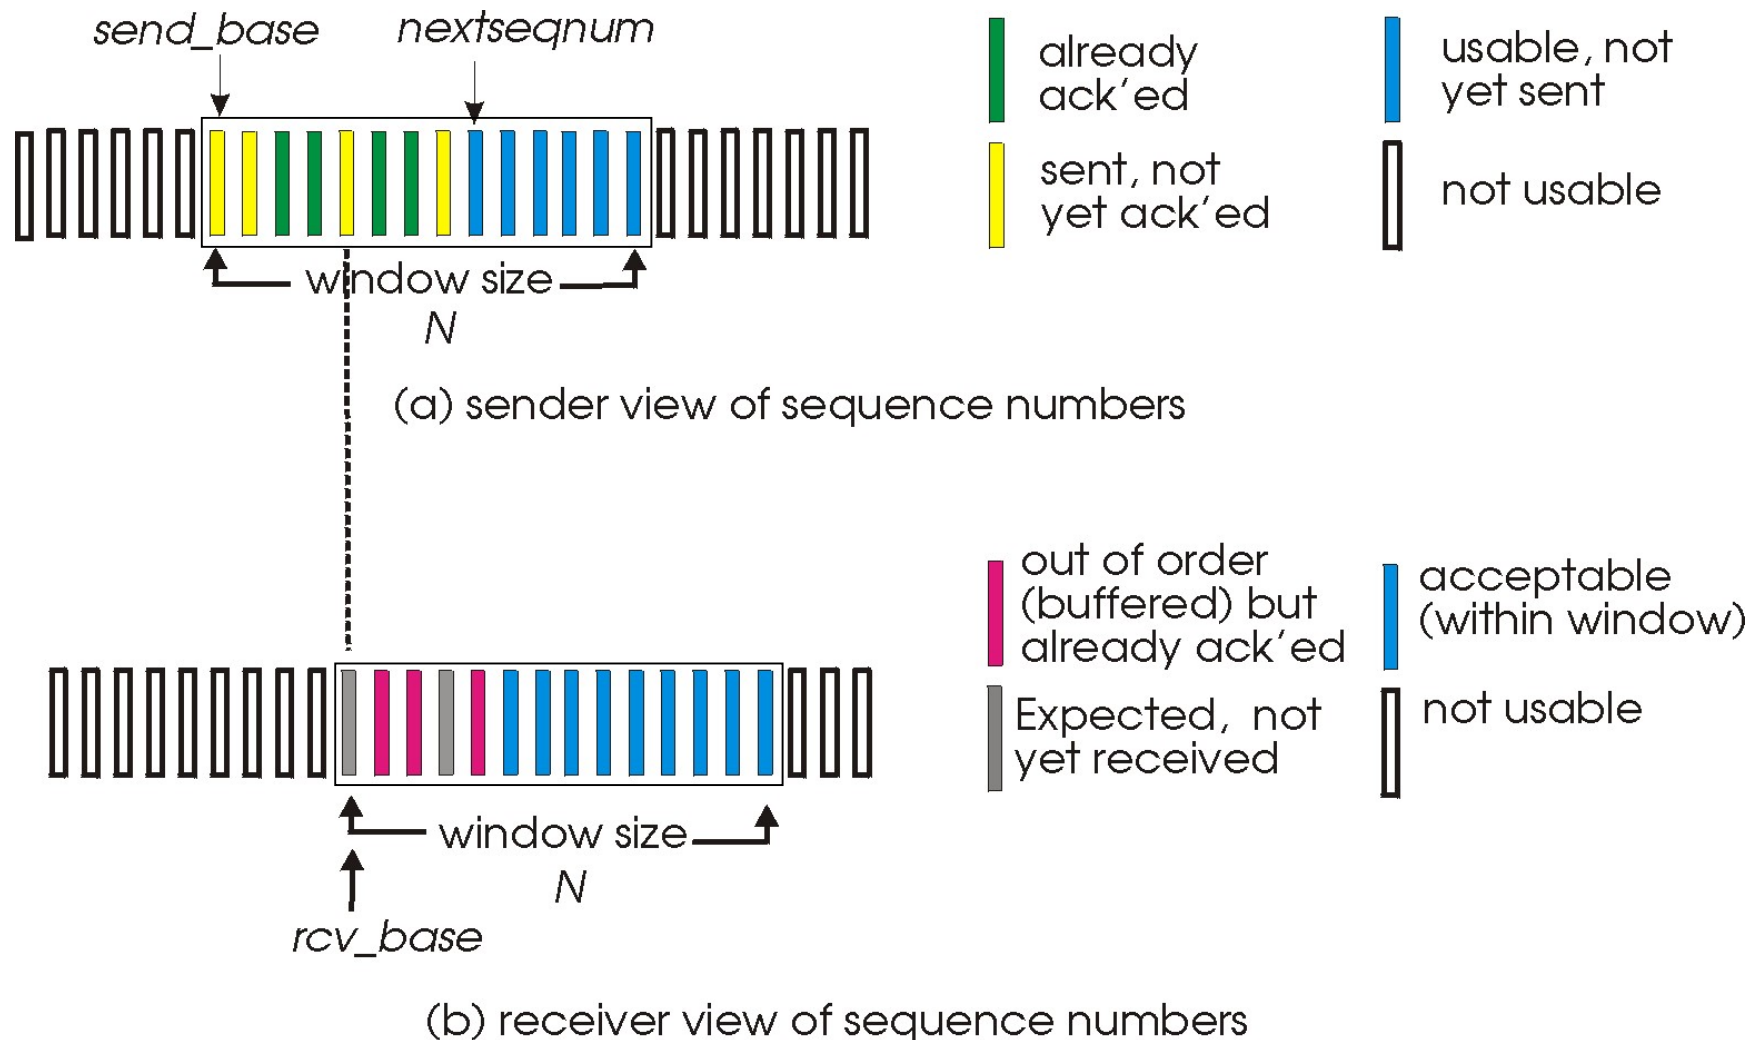 send_base
nextseqnum
already
ack'ed
usable, not
yet sent
sent, not
yet ack'ed
not usable
window size
N
(a) sender view of sequence numbers
out of order
(buffered) but
already ack'ed
acceptable
(within window)
Expected, not
yet received
not usable
window size
N
rcv_base
(b) receiver view of sequence numbers